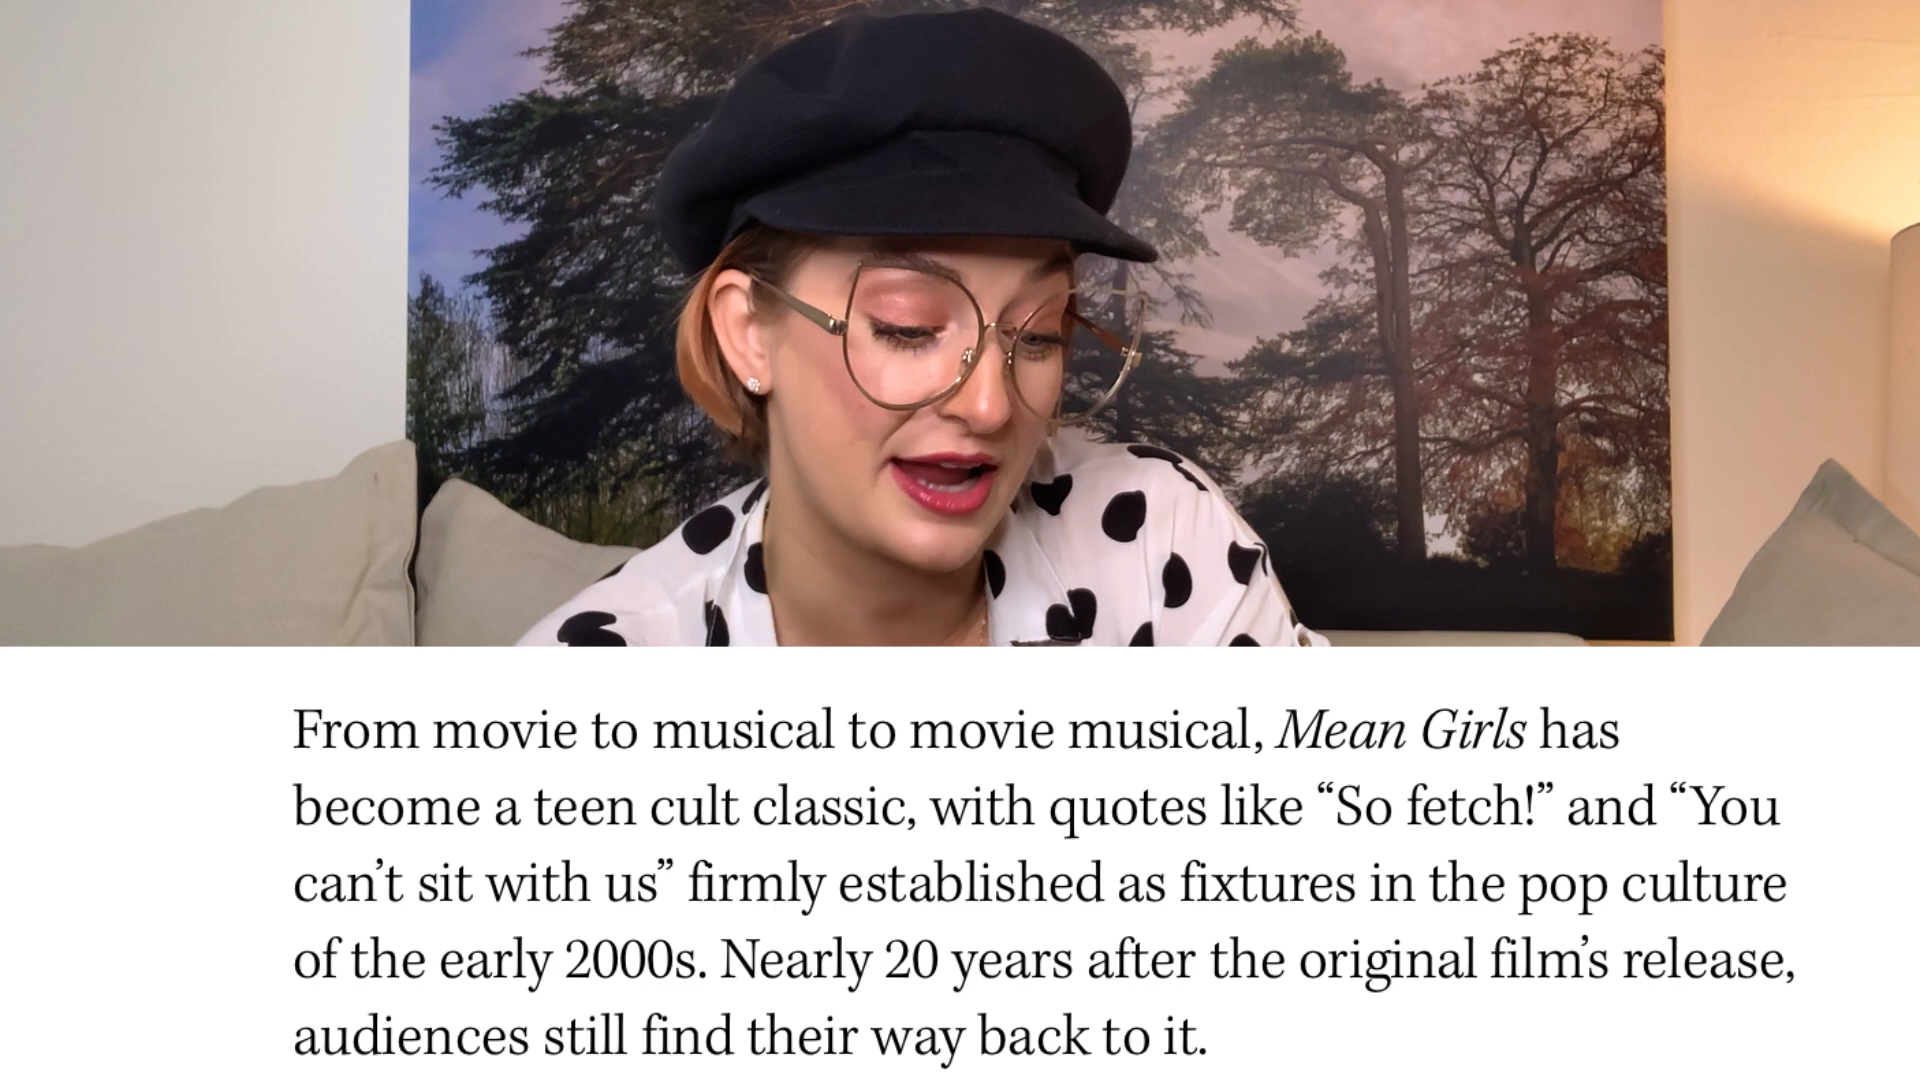 From movie to musical to movie musical, Mean Girls has
become a teen cult classic, with quotes like “So fetch!” and “You
can’t sit with us” firmly established as fixtures in the pop culture
of the early 2000s. Nearly 20 years after the original film’s release,
audiences still find their way back to it.